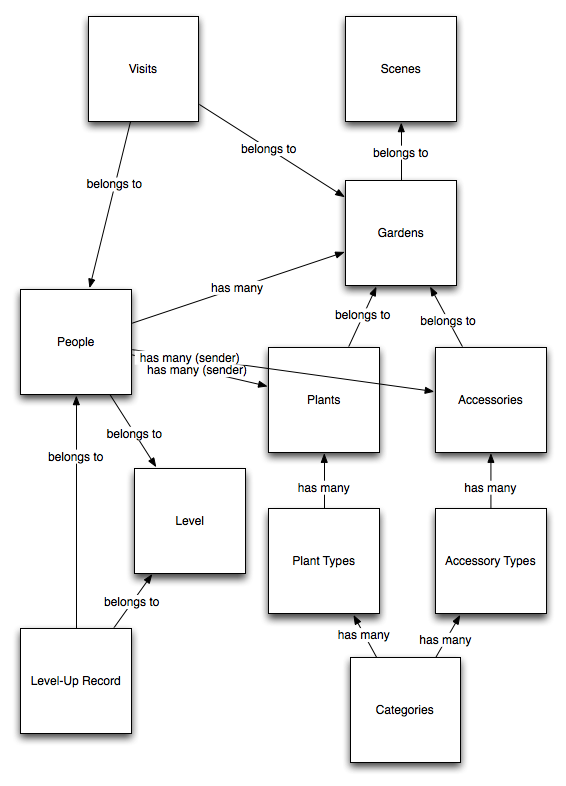 Visits
Scenes
belongs to
belongs to
belongs to
Gardens
has many
belongs to
belongs to
People
has many (sender)
has many (sender)
Plants
Accessories
belongs to
belongs to
has many
has many
Level
Plant Types
Accessory Types
belongs to
has many
has many
Level-Up Record
Categories